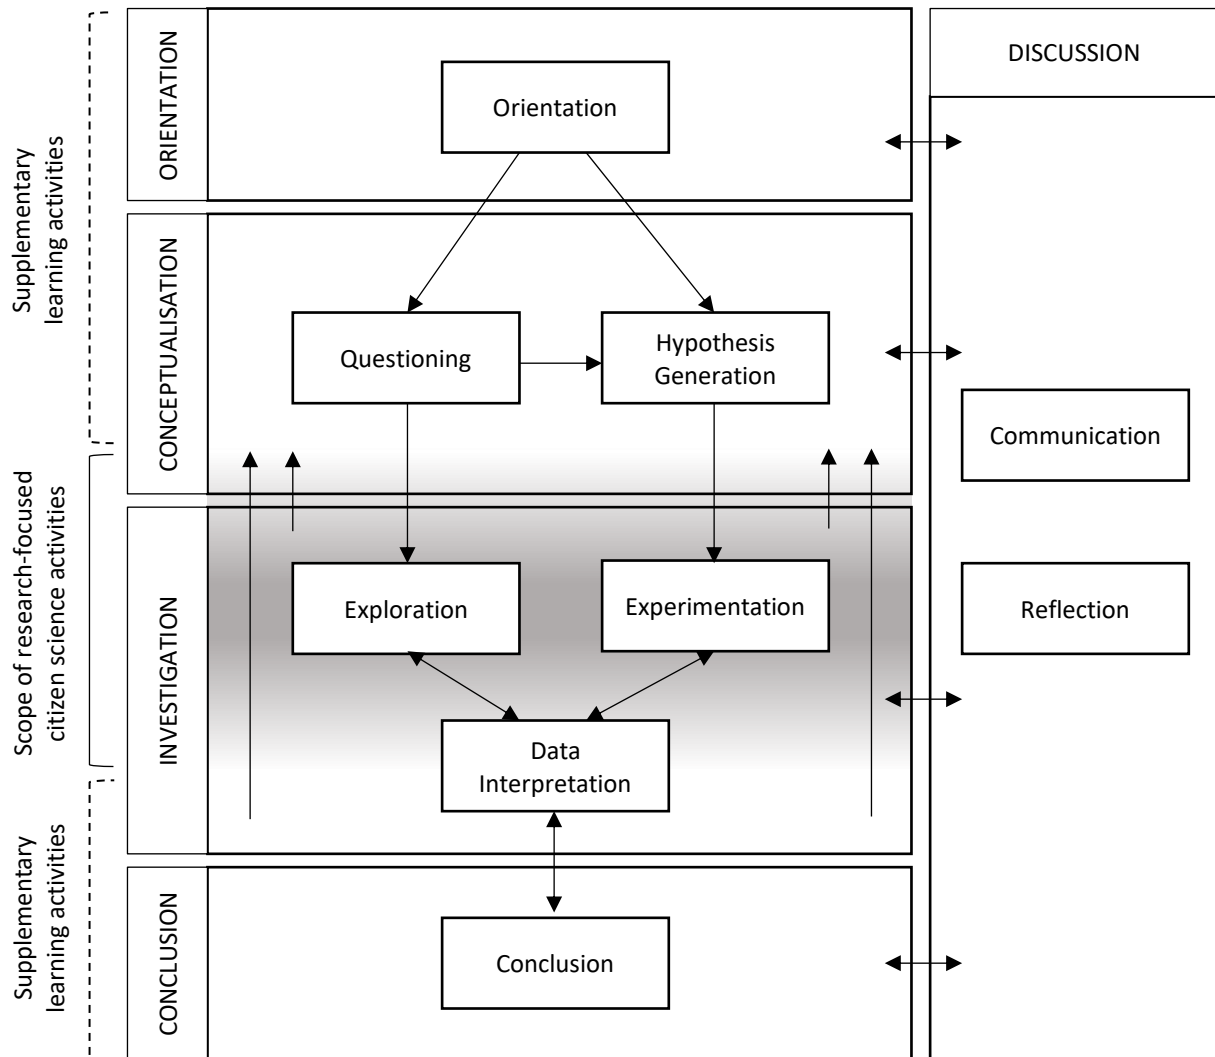 Supplementary
learning activities
Scope of research-focused
citizen science activities
Supplementary
learning activities
ORIENTATION
Orientation
CONCEPTUALISATION
Questioning
Hypothesis
Generation
INVESTIGATION
Exploration
Experimentation
Data
Interpretation
CONCLUSION
Conclusion
DISCUSSION
Communication
Reflection